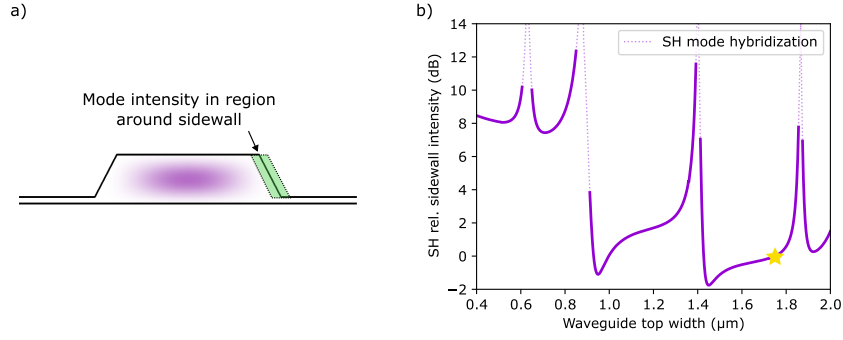 a)
Mode intensity in region
around sidewall
b)
SH rel. sidewall intensity (dB)
14
12
10
8
6
4
2
0
−2
SH mode hybridization
0.4 0.6 0.8 1.0 1.2 1.4 1.6 1.8 2.0
Waveguide top width (μm)